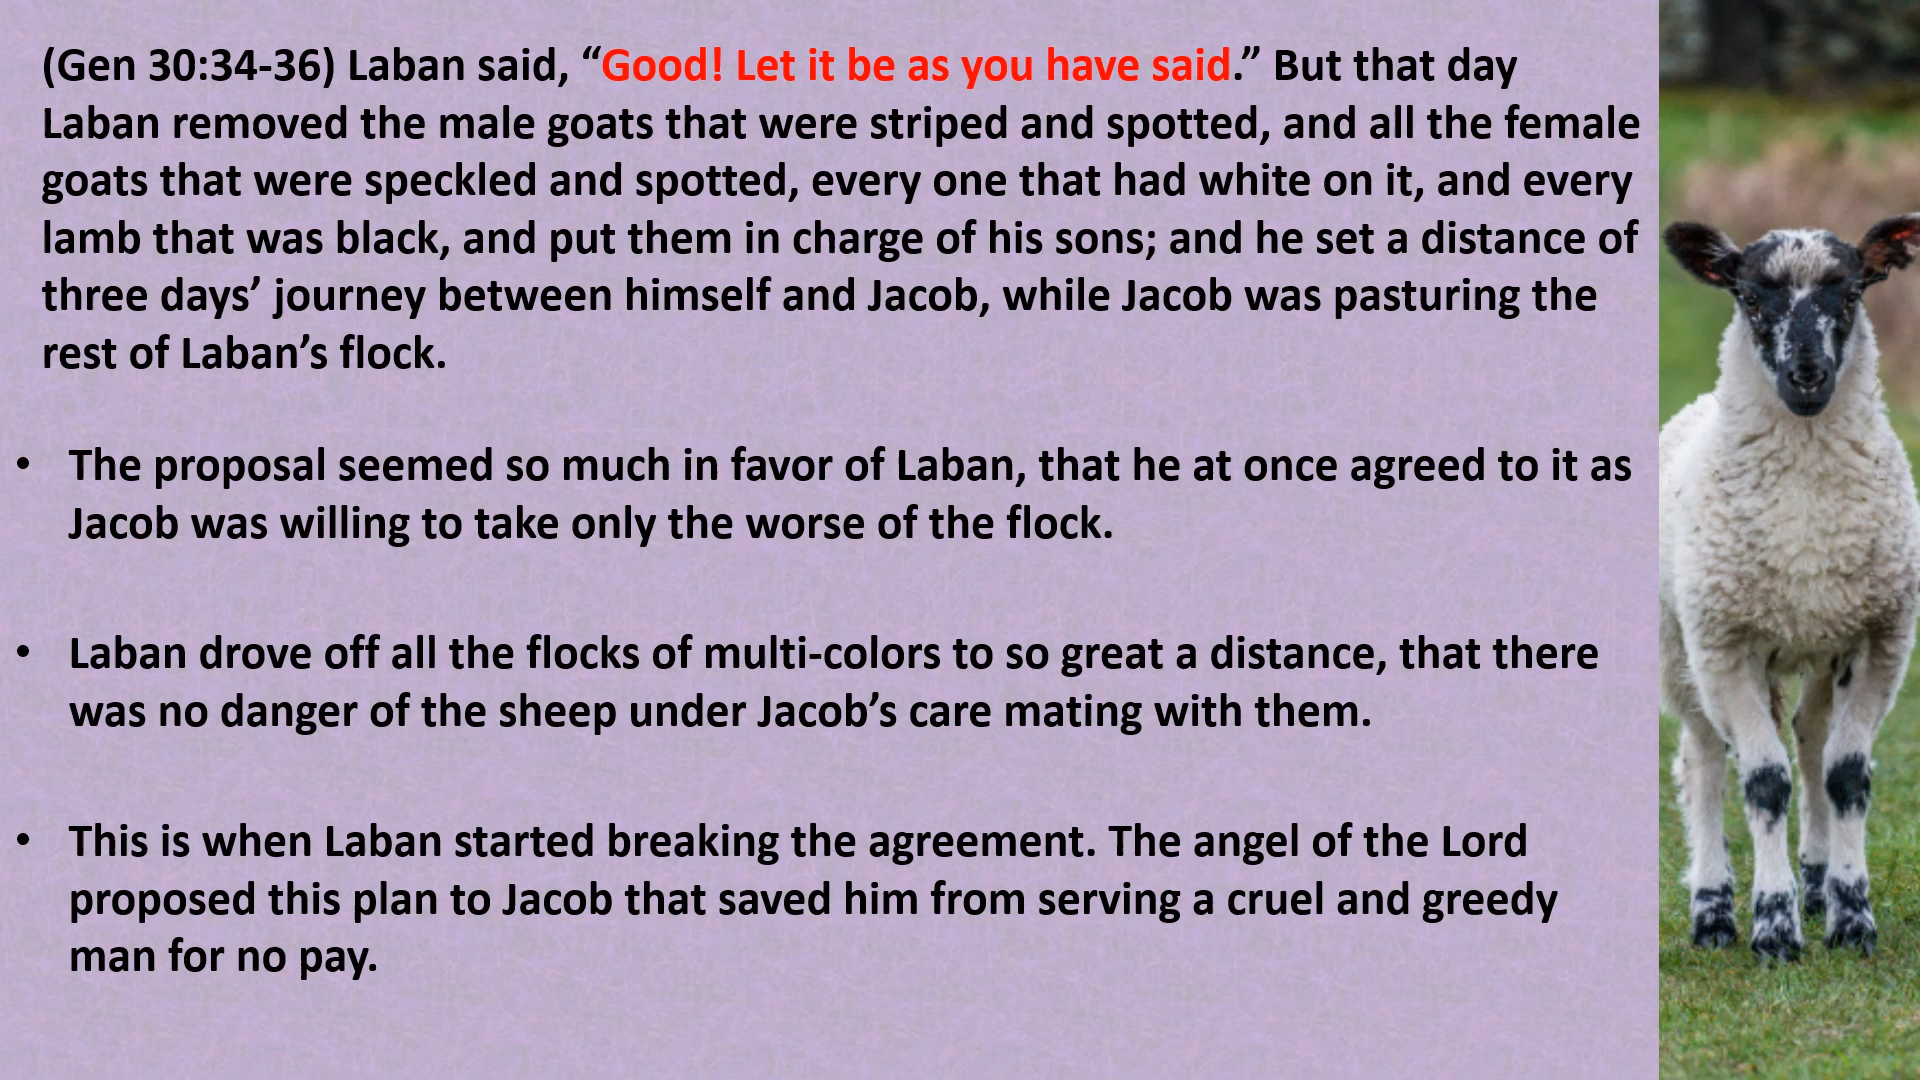 (Gen 30:34-36) Laban said, “Good! Let it be as you have said.” But that day
Laban removed the male goats that were striped and spotted, and all the female
goats that were speckled and spotted, every one that had white on it, and every
lamb that was black, and put them in charge of his sons; and he set a distance of
three days’ journey between himself and Jacob, while Jacob was pasturing the
rest of Laban’s flock.
• The proposal seemed so much in favor of Laban, that he at once agreed to it as
Jacob was willing to take only the worse of the flock.
• Laban drove off all the flocks of multi-colors to so great a distance, that there
was no danger of the sheep under Jacob’s care mating with them.
• This is when Laban started breaking the agreement. The angel of the Lord
proposed this plan to Jacob that saved him from serving a cruel and greedy
man for no pay.